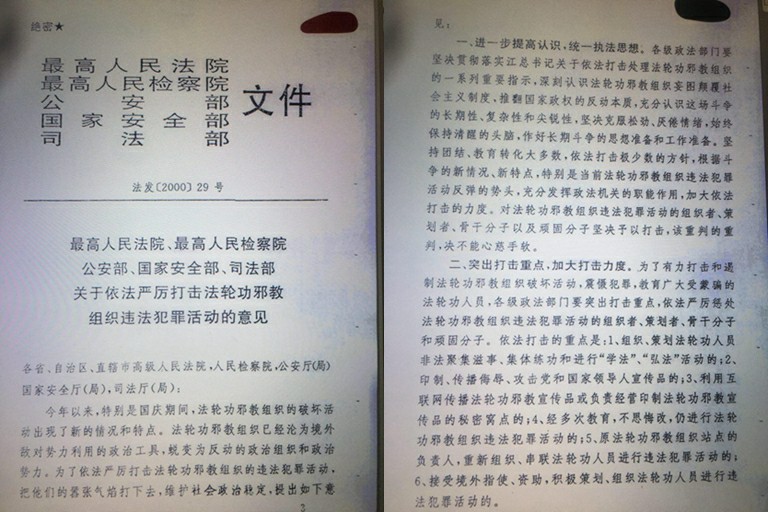 绝密★
最高人民法院
最高人民检察院
公安部
国家安全部
司法部
文件
法发〔2000〕29号
最高人民法院、最高人民检察院
公安部、国家安全部、司法部
关于依法严厉打击法轮功邪教
组织违法犯罪活动的意见
各省、自治区、直辖市高级人民法院,人民检察院,公安厅(局)
国家安全厅(局),司法厅(局):
今年以来,特别是国庆期间,法轮功邪教组织的破坏活
动出现了新的情况和特点。法轮功邪教组织已经沦为境外
敌对势力利用的政治工具,蜕变为反动的政治组织和政治
势力。为了依法严厉打击法轮功邪教组织的违法犯罪活动,
把他们的嚣张气焰打下去,维护社会政治稳定,提出如下意
3
见:
一、进一步提高认识,统一执法思想。各级政法部门要
坚决贯彻落实江总书记关于依法打击处理法轮功邪教组织
的一系列重要指示,深刻认识法轮功邪教组织妄图颠覆社
会主义制度,推翻国家政权的反动本质,充分认识这场斗争
的长期性、复杂性和尖锐性,坚决克服松动、厌倦情绪,始终
保持清醒的头脑,作好长期斗争的思想准备和工作准备。坚
持团结、教育转化大多数,依法打击极少数的方针,根据斗
争的新情况、新特点,特别是当前法轮功邪教组织违法犯罪
活动反弹的势头,充分发挥政法机关的职能作用,加大依法
打击的力度。对法轮功邪教组织违法犯罪活动的组织者、策
划者、骨干分子以及顽固分子坚决予以打击,该重判的重
判,决不能心慈手软。
二、突出打击重点,加大打击力度。为了有力打击和遏
制法轮功邪教组织破坏活动,震慑犯罪,教育广大受蒙骗的
法轮功人员,各级政法部门要突出打击重点,依法严厉惩处
法轮功邪教组织违法犯罪活动的组织者、策划者、骨干分子
和顽固分子。依法打击的重点是:1、组织、策划法轮功人员
非法聚集滋事、集体练功和进行“学法”、“弘法”活动的;2、
印制、传播侮辱、攻击党和国家领导人宣传品的;3、利用互
联网传播法轮功邪教宣传品或负责经营印制法轮功邪教宣
传品的秘密窝点的;4、经多次教育,不思悔改,仍进行法轮
功邪教组织违法犯罪活动的;5、原法轮功邪教组织站点的
负责人,重新组织、串联法轮功人员进行违法犯罪活动的;
6、接受境外指使、资助,积极策划、组织法轮功人员进行违
法犯罪活动的。